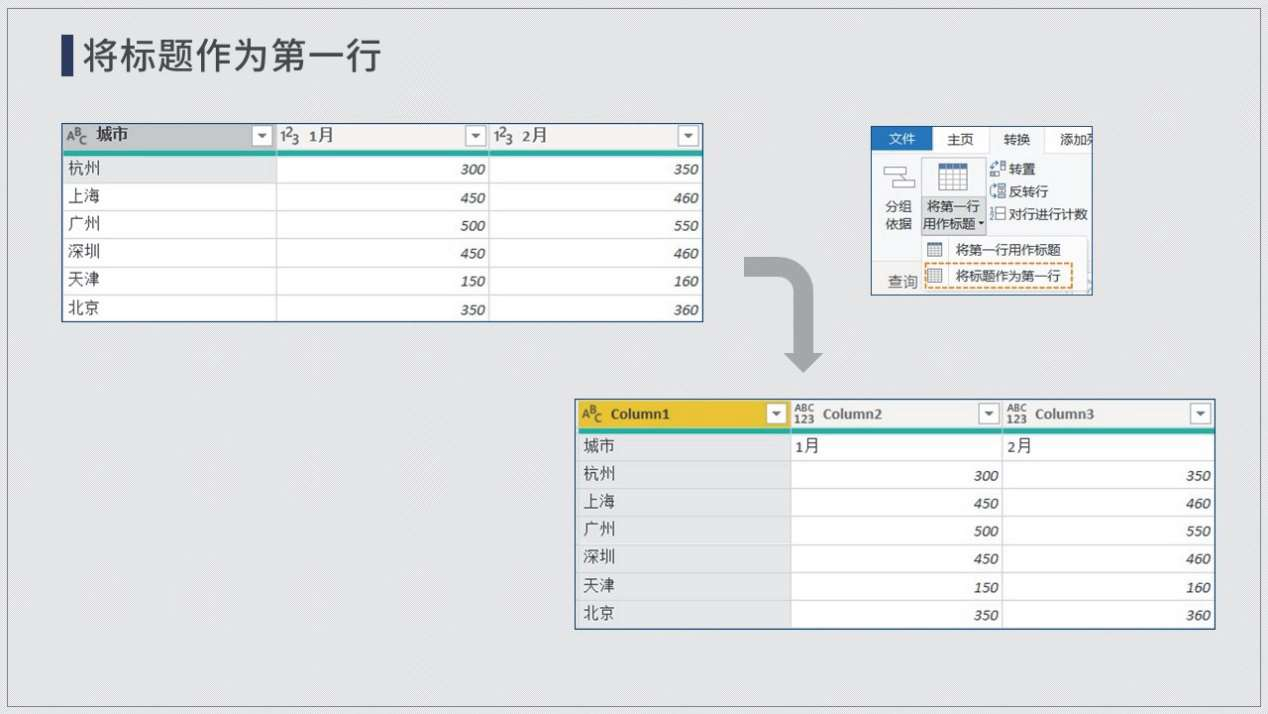 将标题作为第一行
ABC 城市 123 1月 123 2月
杭州 300 350
上海 450 460
广州 500 550
深圳 450 460
天津 150 160
北京 350 360
文件 主页 转换 添加列
转置
反转行
对行进行计数
分组
依据
将第一行
用作标题
将第一行用作标题
查询
将标题作为第一行
ABC Column1 ABC 123 Column2 ABC 123 Column3
城市 1月 2月
杭州 300 350
上海 450 460
广州 500 550
深圳 450 460
天津 150 160
北京 350 360